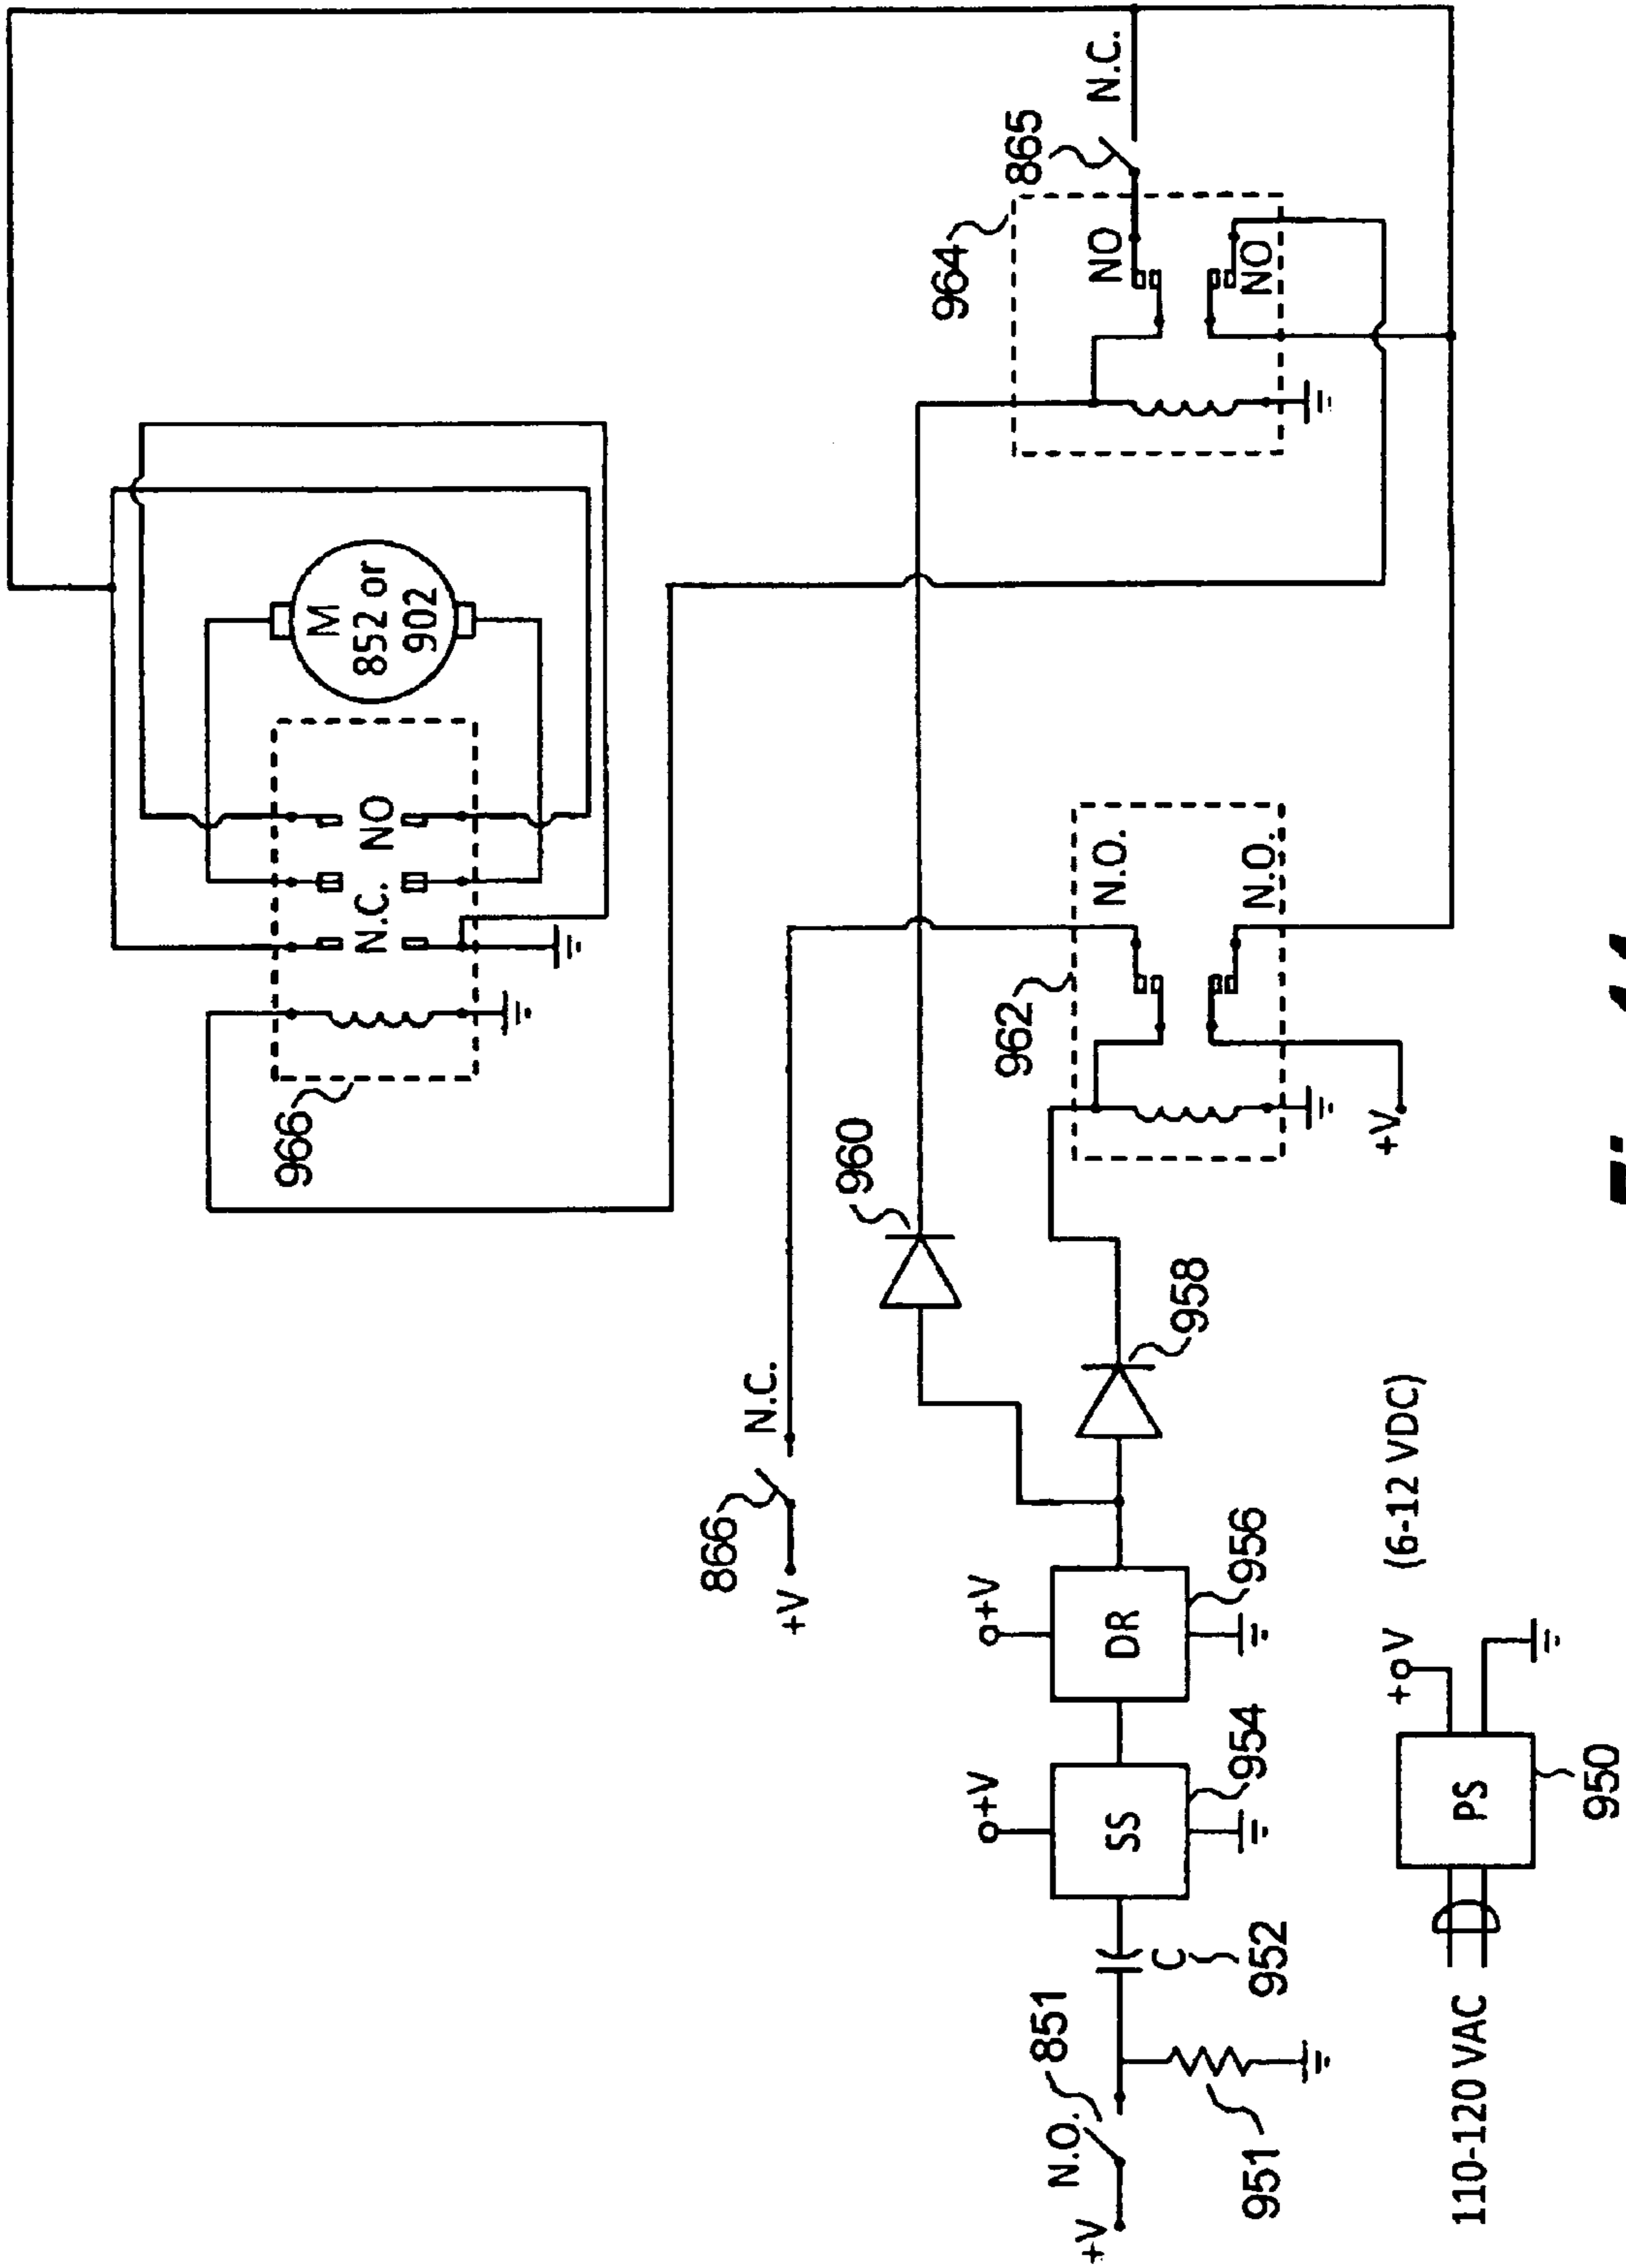 966
M
852 or
902
N.C.
NO
866
N.C.
+V
960
964
865
N.C.
NO
NO
962
N.O.
N.O.
+V
+V
+V
N.O.
851
+V
C
SS
DR
958
951
952
954
956
+V
(6-12 VDC)
110-120 VAC
PS
950